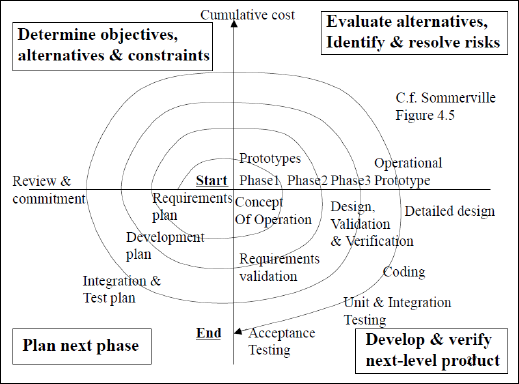 Cumulative cost
Determine objectives,
alternatives & constraints
Evaluate alternatives,
Identify & resolve risks
C.f. Sommerville
Figure 4.5
Prototypes
Operational
Prototype
Start
Phase1
Phase2
Phase3
Review &
commitment
Requirements
plan
Concept
Of Operation
Design,
Validation
& Verification
Detailed design
Development
plan
Requirements
validation
Integration &
Test plan
Coding
Unit & Integration
Testing
End
Acceptance
Testing
Plan next phase
Develop & verify
next-level product